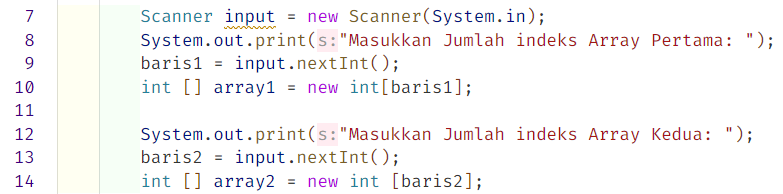 7 Scanner input = new Scanner(System.in);
8 System.out.print(s:"Masukkan Jumlah indeks Array Pertama: ");
9 baris1 = input.nextInt();
10 int [] array1 = new int[baris1];
11
12 System.out.print(s:"Masukkan Jumlah indeks Array Kedua: ");
13 baris2 = input.nextInt();
14 int [] array2 = new int [baris2];